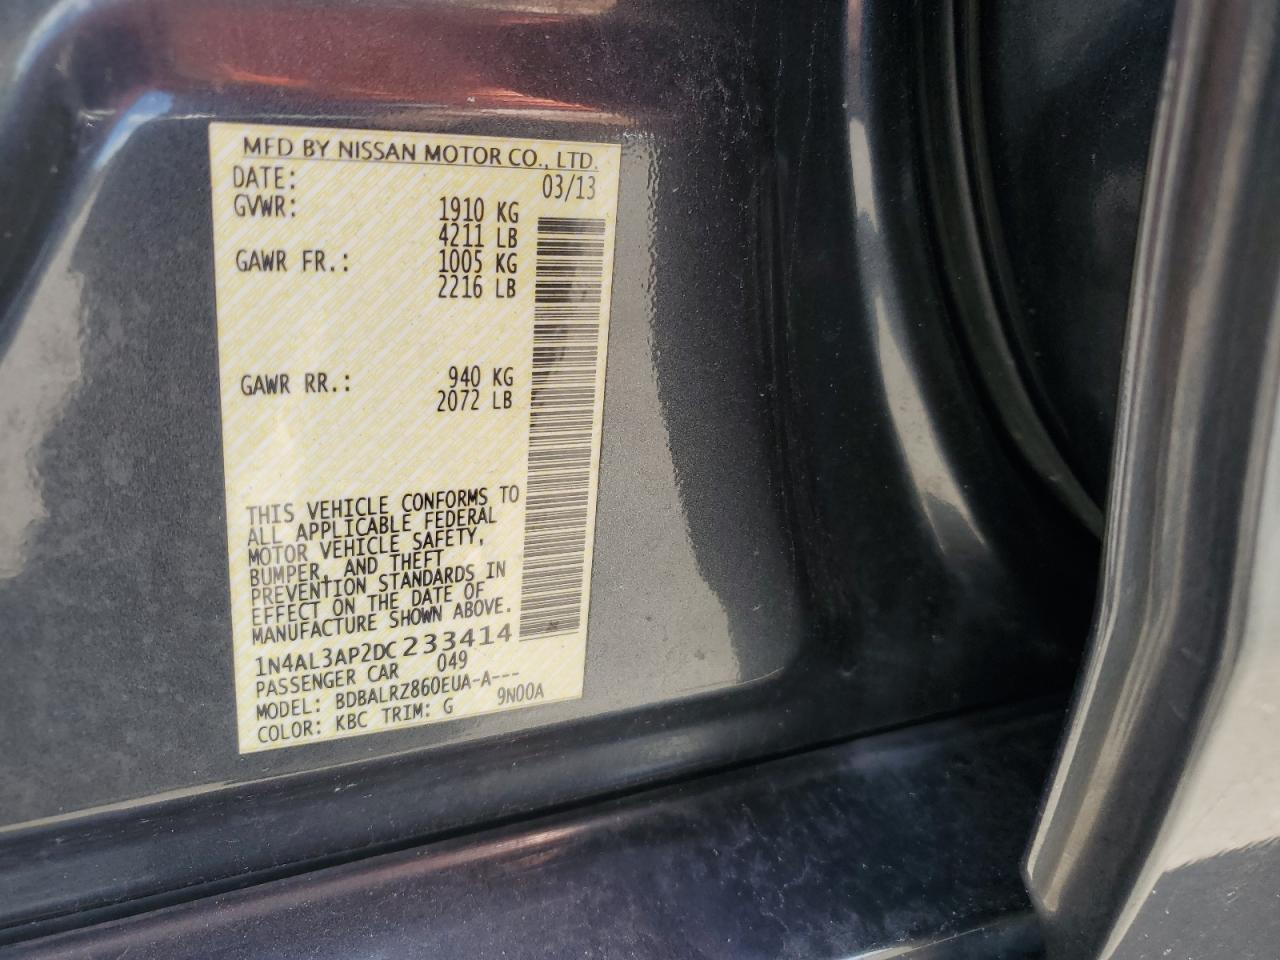 MFD BY NISSAN MOTOR CO., LTD.
DATE: 03/13
GVWR: 1910 KG
4211 LB
GAWR FR.: 1005 KG
2216 LB
GAWR RR.: 940 KG
2072 LB
THIS VEHICLE CONFORMS TO
ALL APPLICABLE FEDERAL
MOTOR VEHICLE SAFETY,
BUMPER, AND THEFT
PREVENTION STANDARDS IN
EFFECT ON THE DATE OF
MANUFACTURE SHOWN ABOVE.
1N4AL3AP2DC233414
PASSENGER CAR 049
MODEL: BDBALRZ860EUA-A---
COLOR: KBC TRIM: G 9N00A